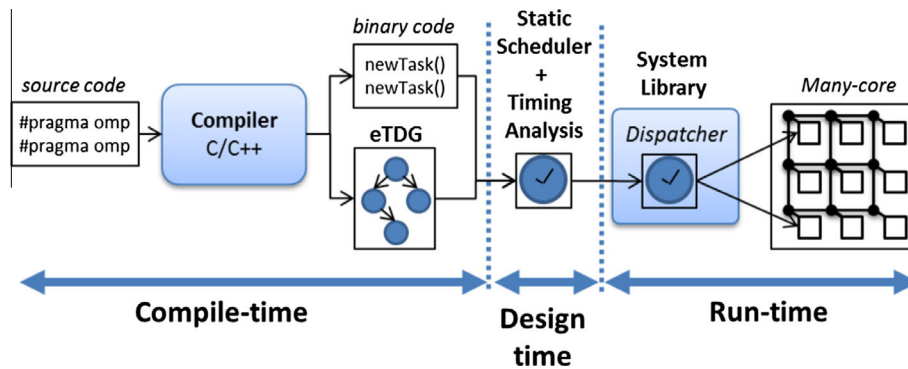 source code
#pragma omp
#pragma omp
Compiler
C/C++
binary code
newTask()
newTask()
eTDG
Static
Scheduler
+
Timing
Analysis
System
Library
Dispatcher
Many-core
Compile-time
Design
time
Run-time